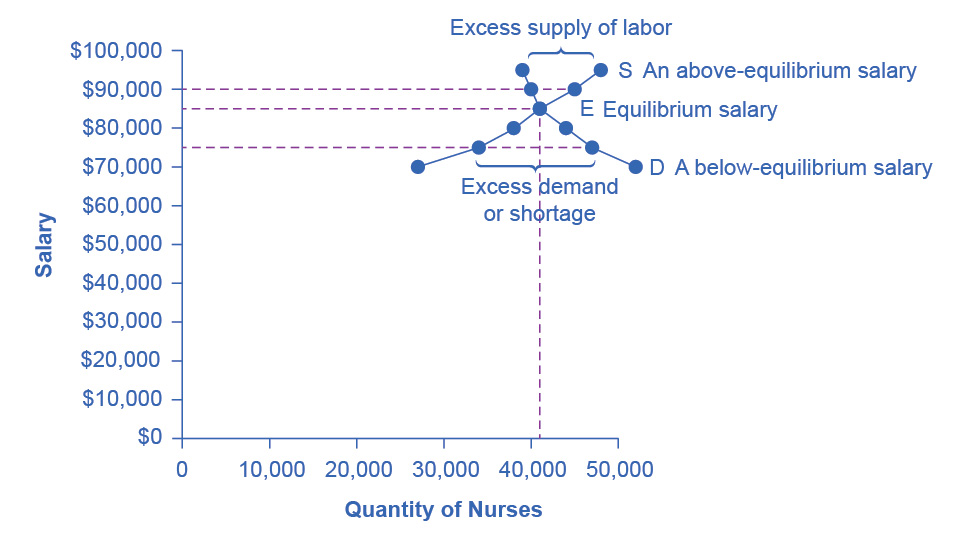 Excess supply of labor
$100,000
S An above-equilibrium salary
$90,000
E Equilibrium salary
$80,000
$70,000
D A below-equilibrium salary
Excess demand
or shortage
$60,000
$50,000
Salary
$40,000
$30,000
$20,000
$10,000
$0
0 10,000 20,000 30,000 40,000 50,000
Quantity of Nurses